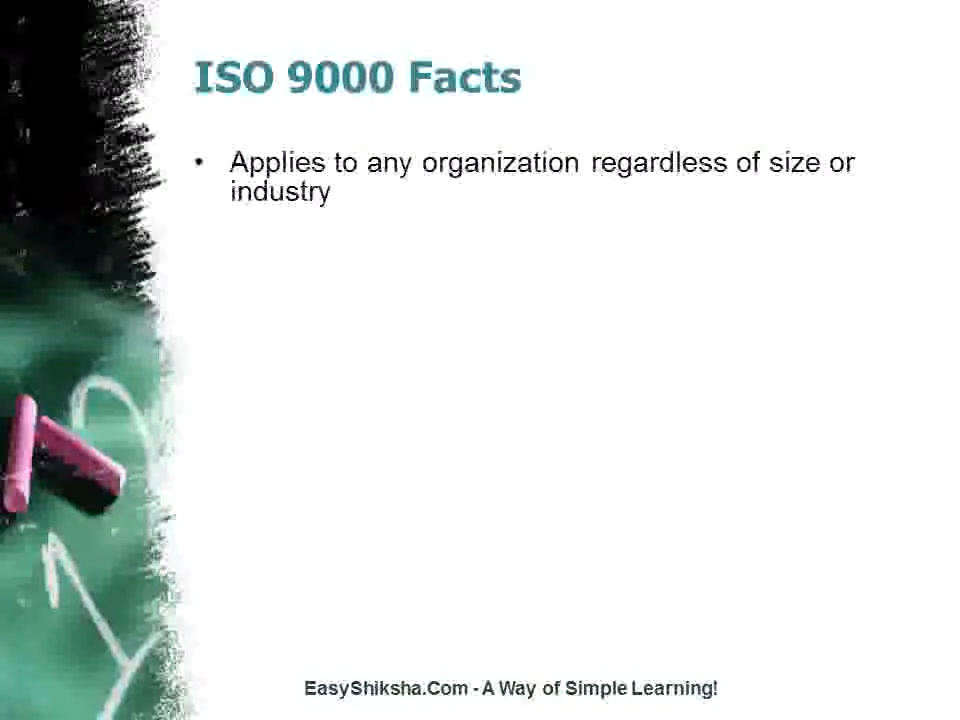 ISO 9000 Facts
• Applies to any organization regardless of size or
industry
EasyShiksha.Com - A Way of Simple Learning!